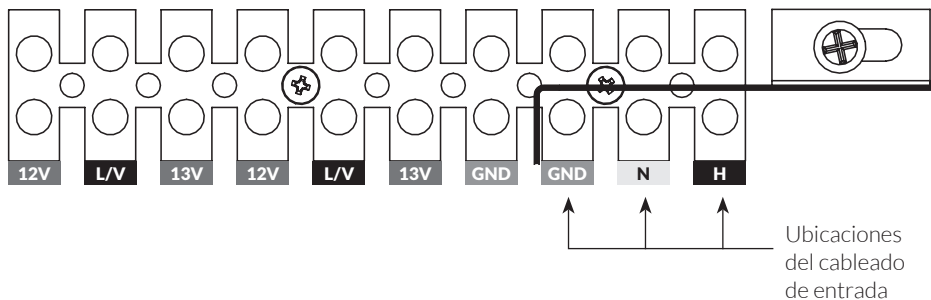 12V L/V 13V 12V L/V 13V GND GND N H
Ubicaciones
del cableado
de entrada